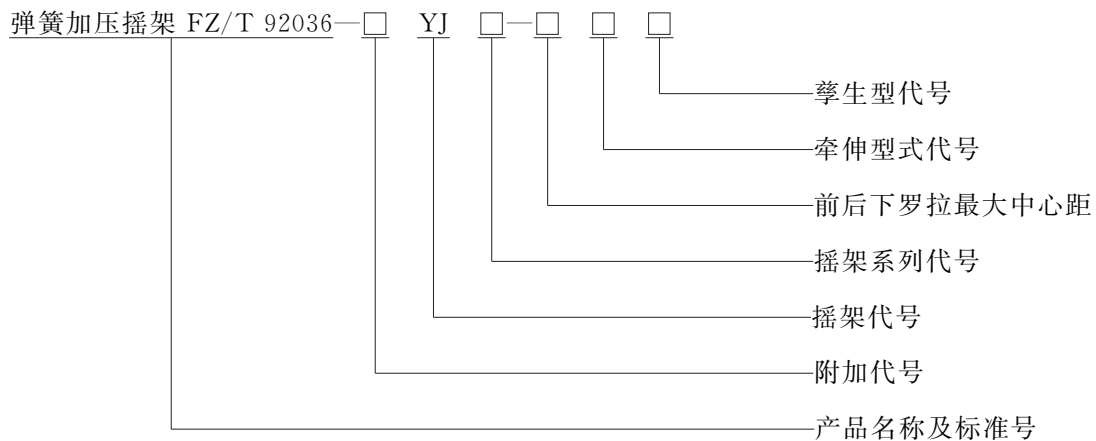 弹簧加压摇架 FZ/T 92036—□ YJ □—□ □ □
孳生型代号
牵伸型式代号
前后下罗拉最大中心距
摇架系列代号
摇架代号
附加代号
产品名称及标准号